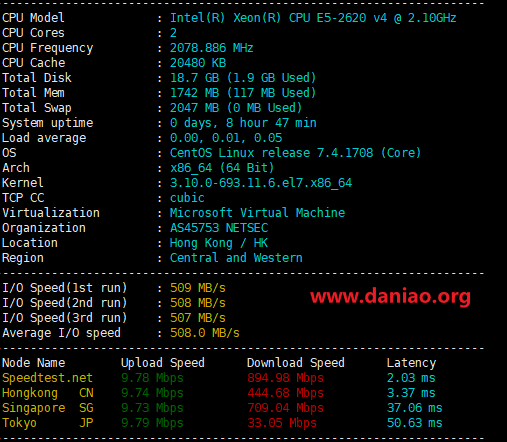 CPU Model : Intel(R) Xeon(R) CPU E5-2620 v4 @ 2.10GHz
CPU Cores : 2
CPU Frequency : 2078.886 MHz
CPU Cache : 20480 KB
Total Disk : 18.7 GB (1.9 GB Used)
Total Mem : 1742 MB (117 MB Used)
Total Swap : 2047 MB (0 MB Used)
System uptime : 0 days, 8 hour 47 min
Load average : 0.00, 0.01, 0.05
OS : CentOS Linux release 7.4.1708 (Core)
Arch : x86_64 (64 Bit)
Kernel : 3.10.0-693.11.6.el7.x86_64
TCP CC : cubic
Virtualization : Microsoft Virtual Machine
Organization : AS45753 NETSEC
Location : Hong Kong / HK
Region : Central and Western
I/O Speed(1st run) : 509 MB/s
I/O Speed(2nd run) : 508 MB/s
I/O Speed(3rd run) : 507 MB/s
Average I/O speed : 508.0 MB/s
www.daniao.org
Node Name Upload Speed Download Speed Latency
Speedtest.net 9.78 Mbps 894.98 Mbps 2.03 ms
Hongkong CN 9.74 Mbps 444.68 Mbps 3.37 ms
Singapore SG 9.73 Mbps 709.04 Mbps 37.06 ms
Tokyo JP 9.79 Mbps 33.05 Mbps 50.63 ms